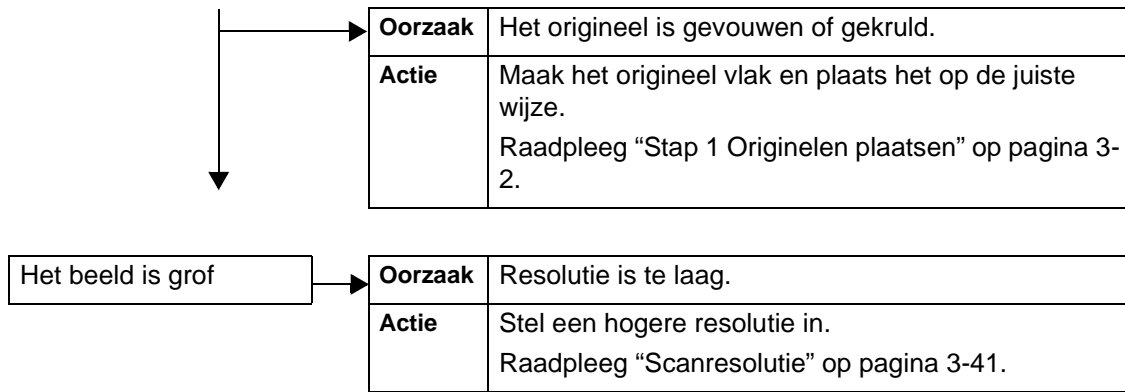 Oorzaak Het origineel is gevouwen of gekruld.
Actie Maak het origineel vlak en plaats het op de juiste
wijze.
Raadpleeg “Stap 1 Originelen plaatsen” op pagina 3-
2.
Het beeld is grof
Oorzaak Resolutie is te laag.
Actie Stel een hogere resolutie in.
Raadpleeg “Scanresolutie” op pagina 3-41.